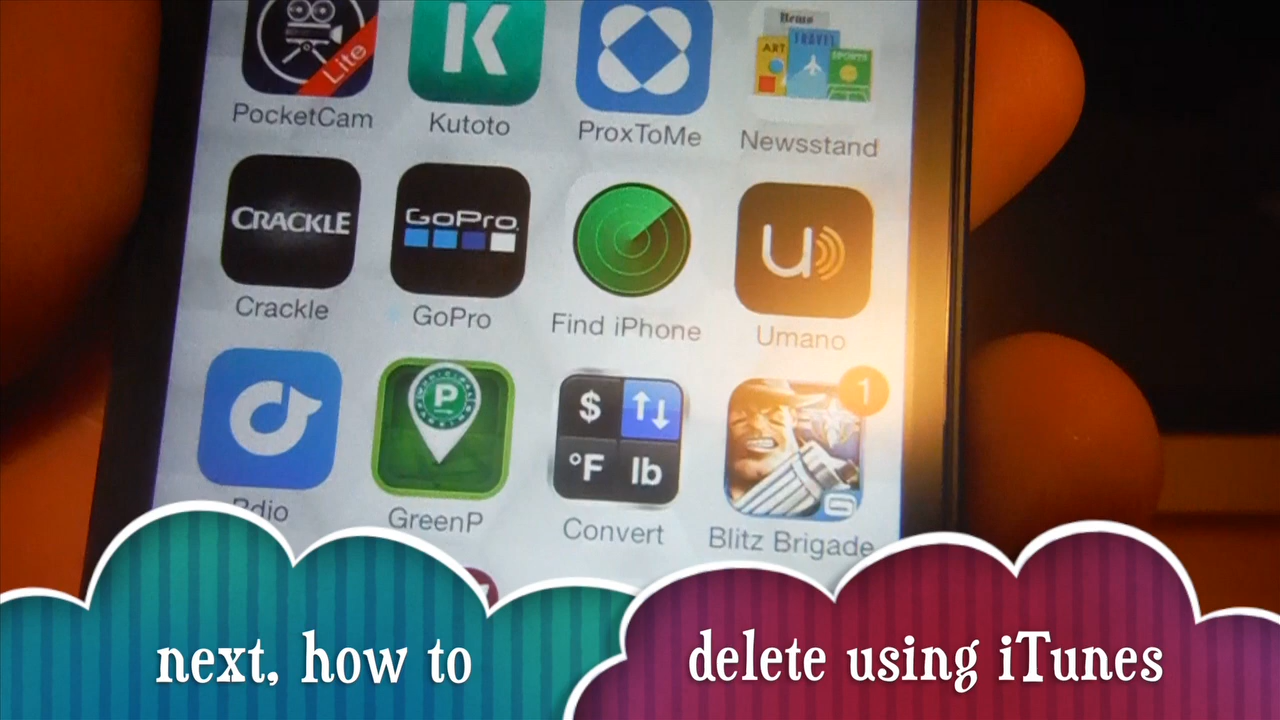 Lite
K
News
ART
TRAVEL
SPORTS
PocketCam
Kutoto
ProxToMe
Newsstand
CRACKLE
GoPro
U
Crackle
GoPro
Find iPhone
Umano
P
$
°F
lb
1
Rdio
GreenP
Convert
Blitz Brigade
next, how to
delete using iTunes